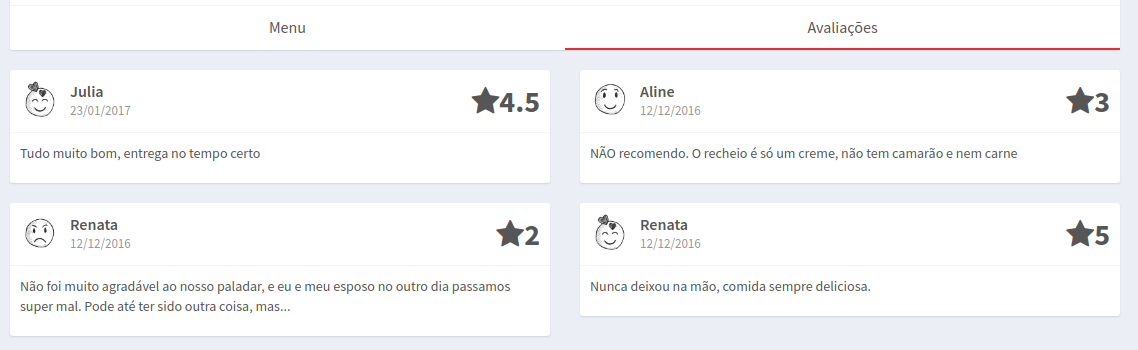 Menu
Avaliações
Julia
23/01/2017
4.5
Tudo muito bom, entrega no tempo certo
Aline
12/12/2016
3
NÃO recomendo. O recheio é só um creme, não tem camarão e nem carne
Renata
12/12/2016
2
Não foi muito agradável ao nosso paladar, e eu e meu esposo no outro dia passamos
super mal. Pode até ter sido outra coisa, mas...
Renata
12/12/2016
5
Nunca deixou na mão, comida sempre deliciosa.